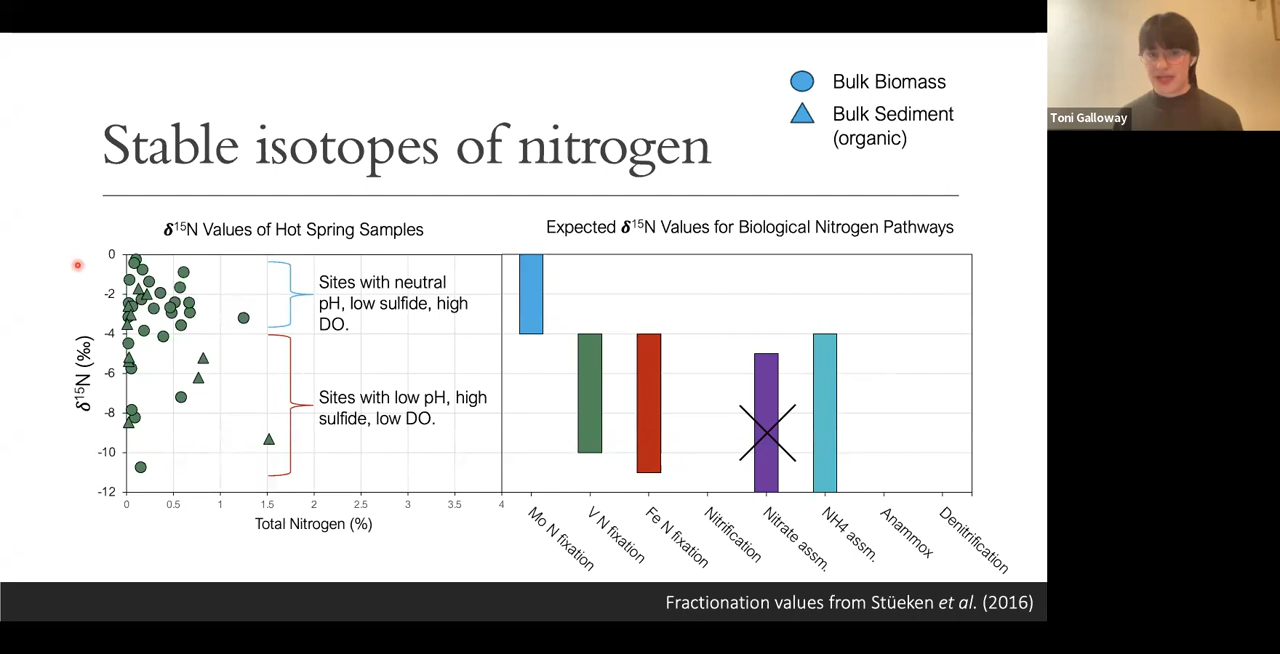 Bulk Biomass
Bulk Sediment
(organic)
Toni Galloway
Stable isotopes of nitrogen
δ¹⁵N Values of Hot Spring Samples
Expected δ¹⁵N Values for Biological Nitrogen Pathways
0
-2
-4
-6
-8
-10
-12
δ¹⁵N (‰)
Sites with neutral
pH, low sulfide, high
DO.
Sites with low pH, high
sulfide, low DO.
0 0.5 1 1.5 2 2.5 3 3.5 4
Total Nitrogen (%)
Mo N fixation
V N fixation
Fe N fixation
Nitrification
Nitrate assm.
NH4 assm.
Anammox
Denitrification
Fractionation values from Stüeken et al. (2016)